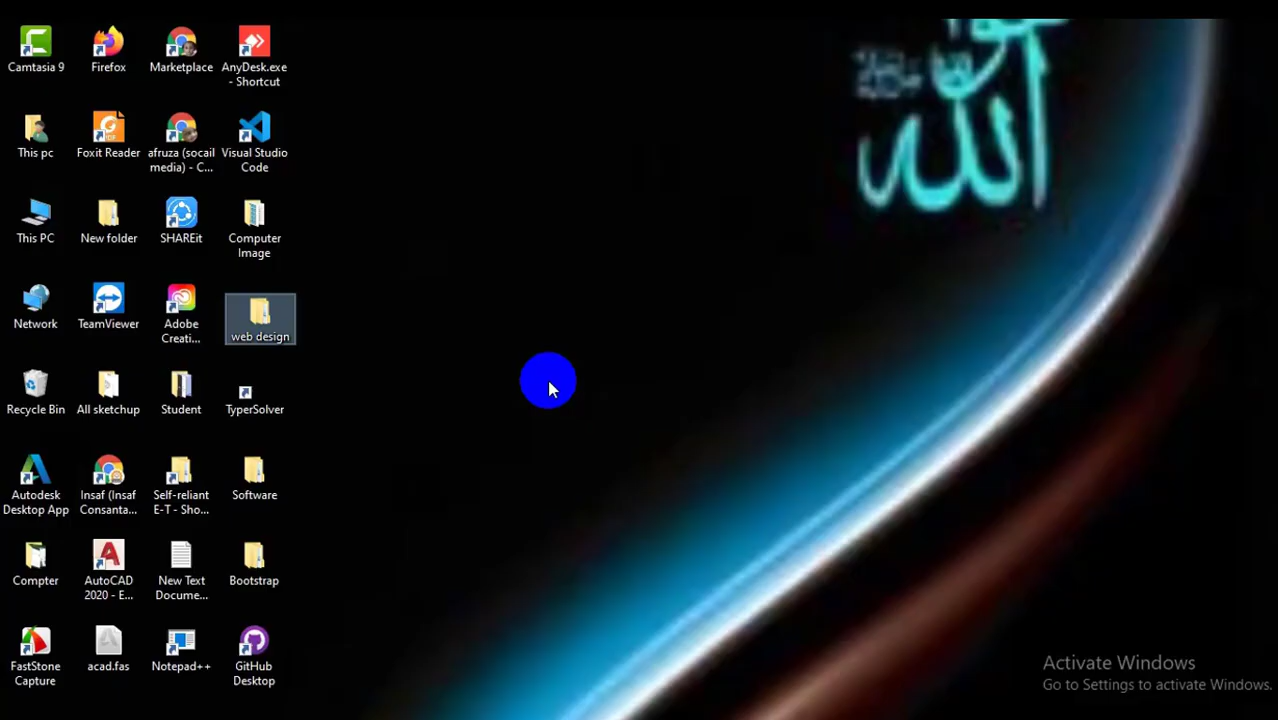 Camtasia 9
Firefox
Marketplace
AnyDesk.exe
- Shortcut
This pc
Foxit Reader
afruza (socail
media) - C...
Visual Studio
Code
This PC
New folder
SHAREit
Computer
Image
Network
TeamViewer
Adobe
Creati...
web design
Recycle Bin
All sketchup
Student
TyperSolver
Autodesk
Desktop App
Insaf (Insaf
Consanta...
Self-reliant
E-T - Sho...
Software
Compter
AutoCAD
2020 - E...
New Text
Docume...
Bootstrap
FastStone
Capture
acad.fas
Notepad++
GitHub
Desktop
الله
Activate Windows
Go to Settings to activate Windows.